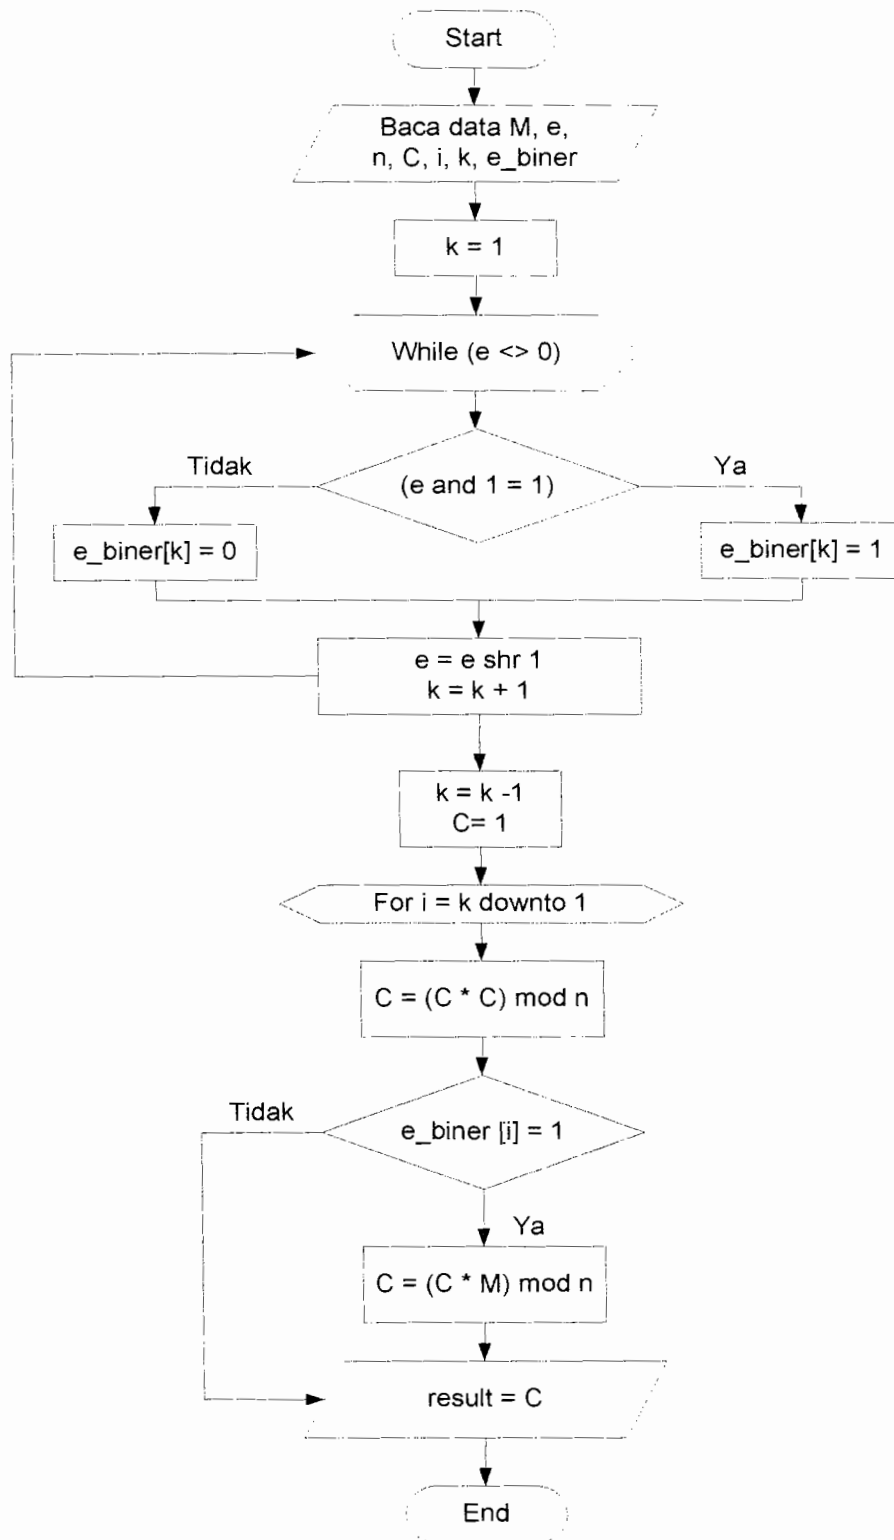 Start
Baca data M, e,
n, C, i, k, e_biner
k = 1
While (e <> 0)
Tidak
(e and 1 = 1)
Ya
e_biner[k] = 0
e_biner[k] = 1
e = e shr 1
k = k + 1
k = k -1
C= 1
For i = k downto 1
C = (C * C) mod n
Tidak
e_biner [i] = 1
Ya
C = (C * M) mod n
result = C
End